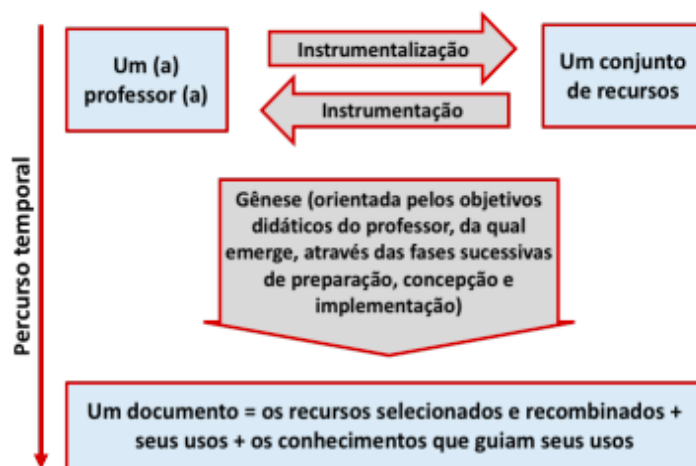 Um (a)
professor (a)
Instrumentalização
Instrumentação
Um conjunto
de recursos
Percurso temporal
Gênese (orientada pelos objetivos
didáticos do professor, da qual
emerge, através das fases sucessivas
de preparação, concepção e
implementação)
Um documento = os recursos selecionados e recombinados +
seus usos + os conhecimentos que guiam seus usos